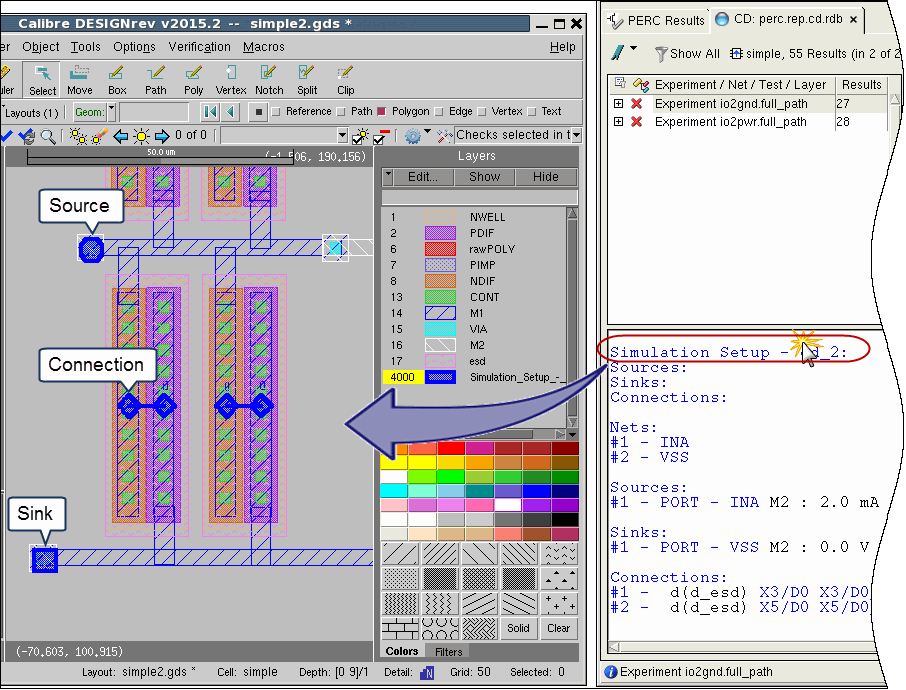 Calibre DESIGNrev v2015.2 -- simple2.gds *
er Object Tools Options Verification Macros Help
uler Select Move Box Path Poly Vertex Notch Split Clip
Layouts (1) Geom: Reference Path Polygon Edge Vertex Text
0 of 0 Checks selected in t
50.0 um 190.156)
Layers
Edit... Show Hide
1 NWELL
2 PDIF
6 rawPOLY
7 PIMP
8 NDIF
13 CONT
14 M1
15 VIA
16 M2
17 esd
4000 Simulation_Setup_-_
Source
Connection
Sink
Solid Clear
Colors Filters
(-70.603, 100.915)
Layout: simple2.gds * Cell: simple Depth: [0 9]/1 Detail: N Grid: 50 Selected: 0
PERC Results CD: perc.rep.cd.rdb ×
Show All simple, 55 Results (in 2 of 2
Experiment / Net / Test / Layer Results
Experiment io2gnd.full_path 27
Experiment io2pwr.full_path 28
Simulation Setup - _2:
Sources:
Sinks:
Connections:
Nets:
#1 - INA
#2 - VSS
Sources:
#1 - PORT - INA M2 : 2.0 mA
Sinks:
#1 - PORT - VSS M2 : 0.0 V
Connections:
#1 - d(d_esd) X3/D0 X3/D0
#2 - d(d_esd) X5/D0 X5/D0
Experiment io2gnd.full_path